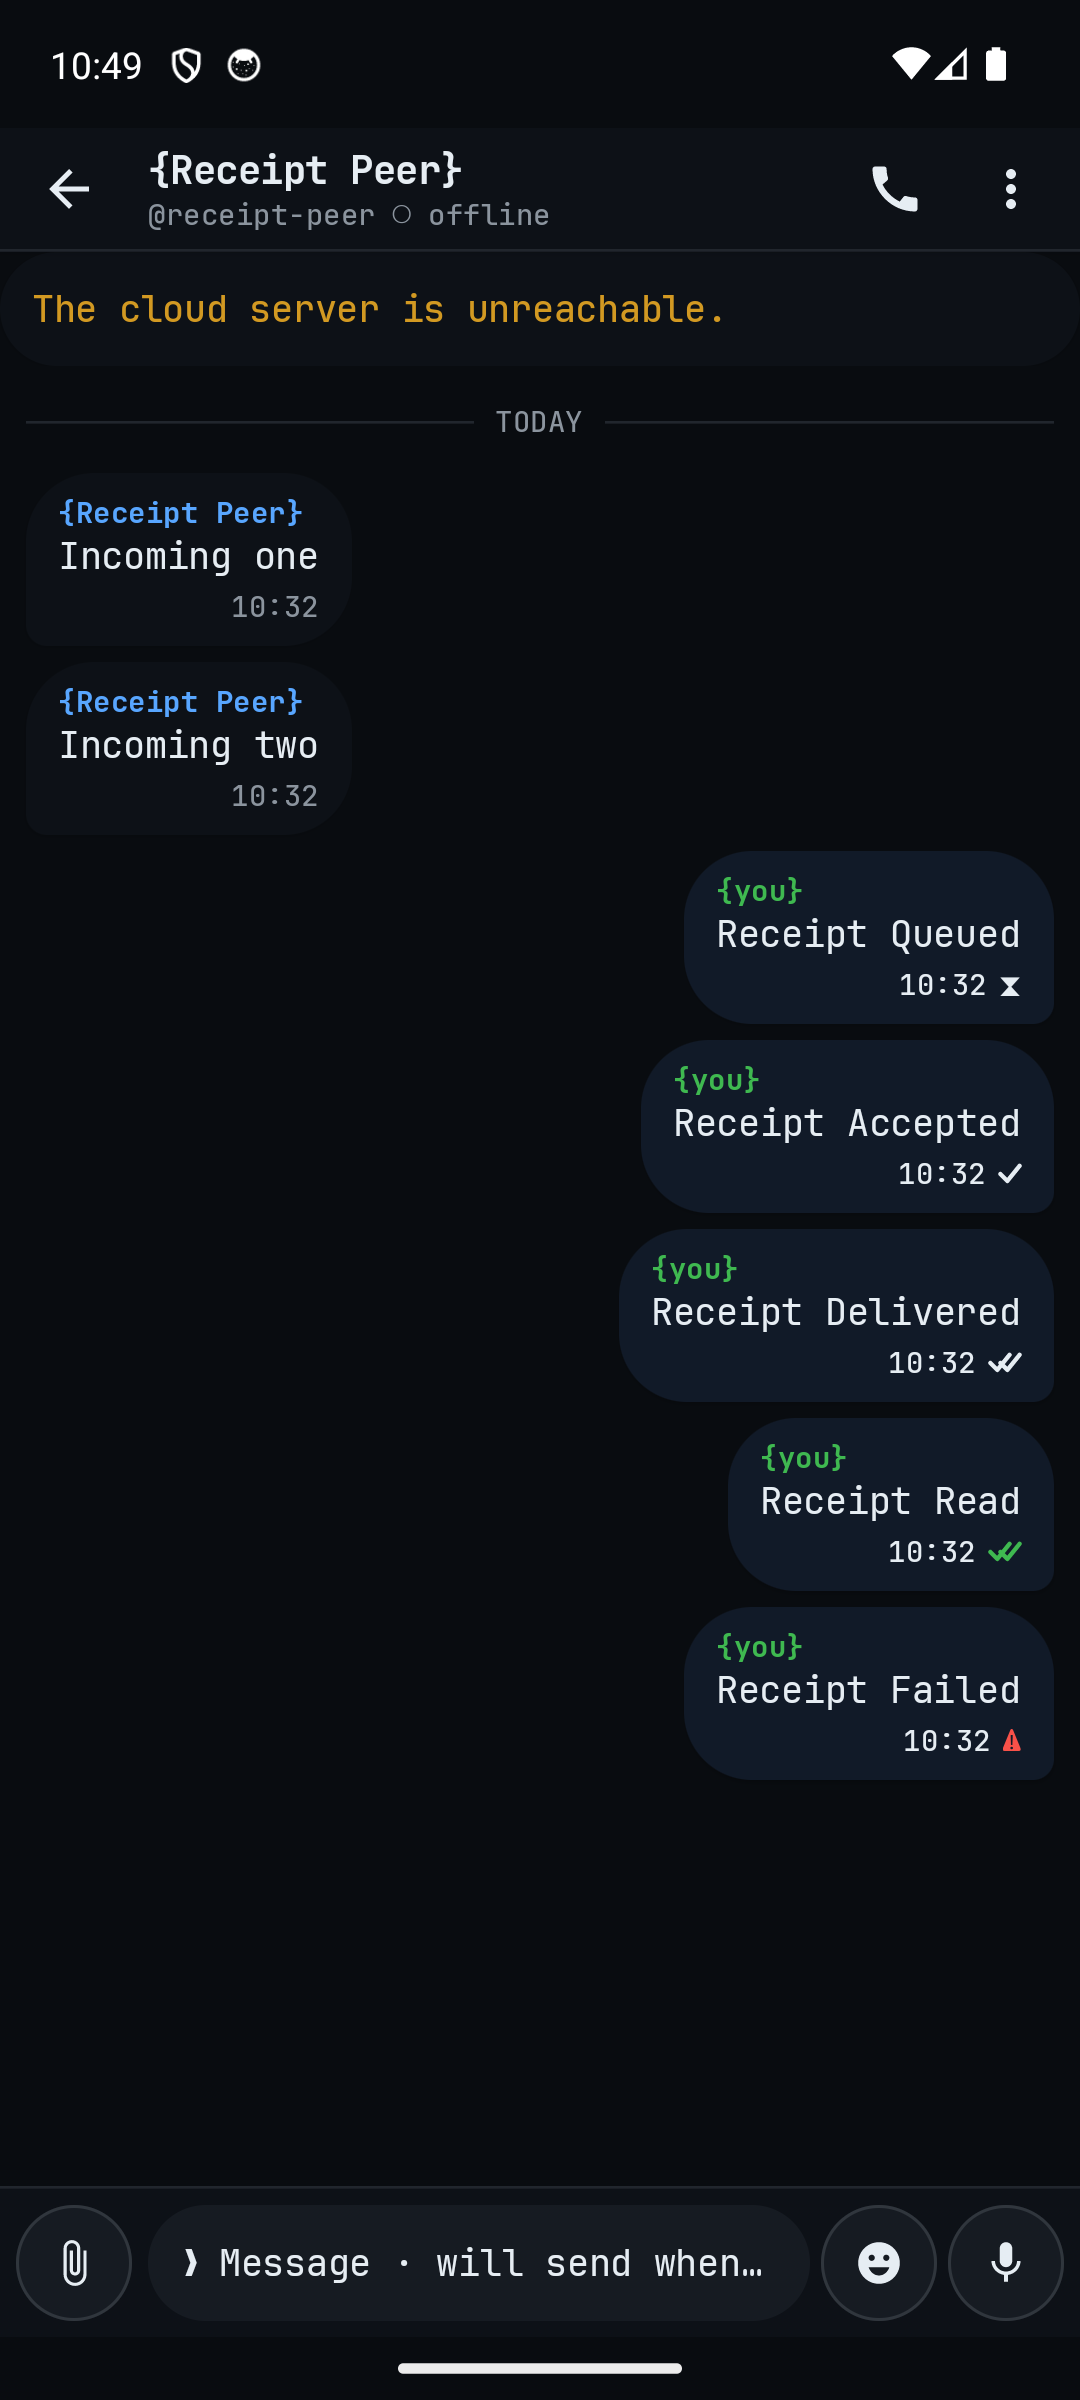 10:49
{Receipt Peer}
@receipt-peer ○ offline
The cloud server is unreachable.
TODAY
{Receipt Peer}
Incoming one
10:32
{Receipt Peer}
Incoming two
10:32
{you}
Receipt Queued
10:32
{you}
Receipt Accepted
10:32
{you}
Receipt Delivered
10:32
{you}
Receipt Read
10:32
{you}
Receipt Failed
10:32
❯ Message · will send when…